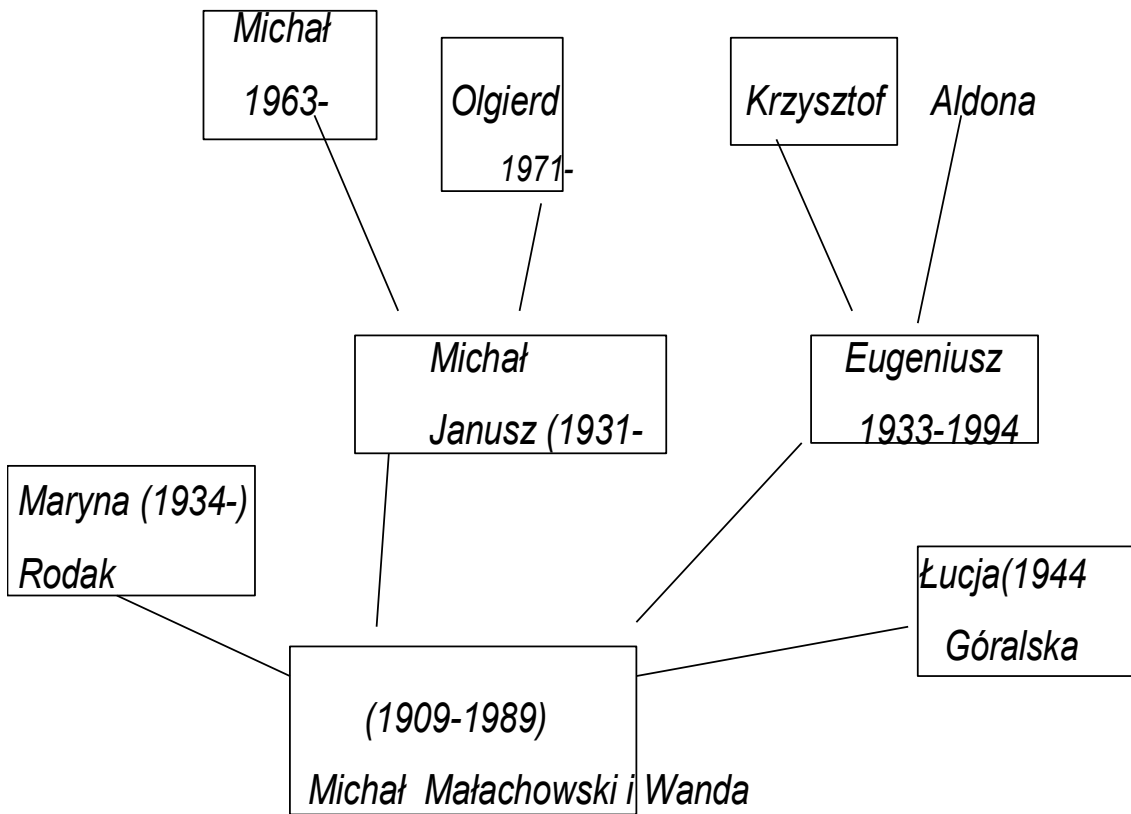 Michał
1963-
Olgierd
1971-
Krzysztof
Aldona
Michał
Janusz (1931-
Eugeniusz
1933-1994
Maryna (1934-)
Rodak
Łucja(1944
Góralska
(1909-1989)
Michał Małachowski i Wanda